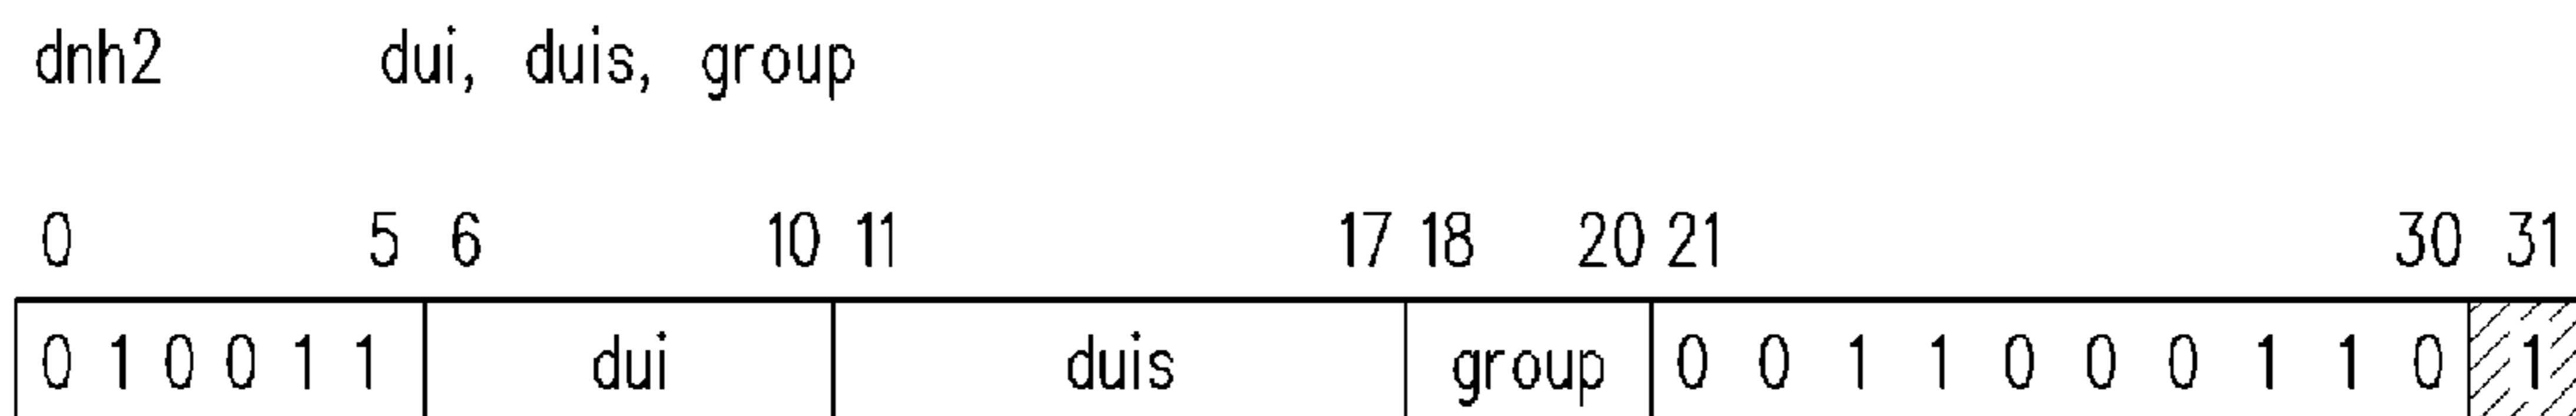 dnh2 dui, duis, group
0 5 6 10 11 17 18 20 21 30 31
0 1 0 0 1 1 dui duis group 0 0 1 1 0 0 0 1 1 0 1